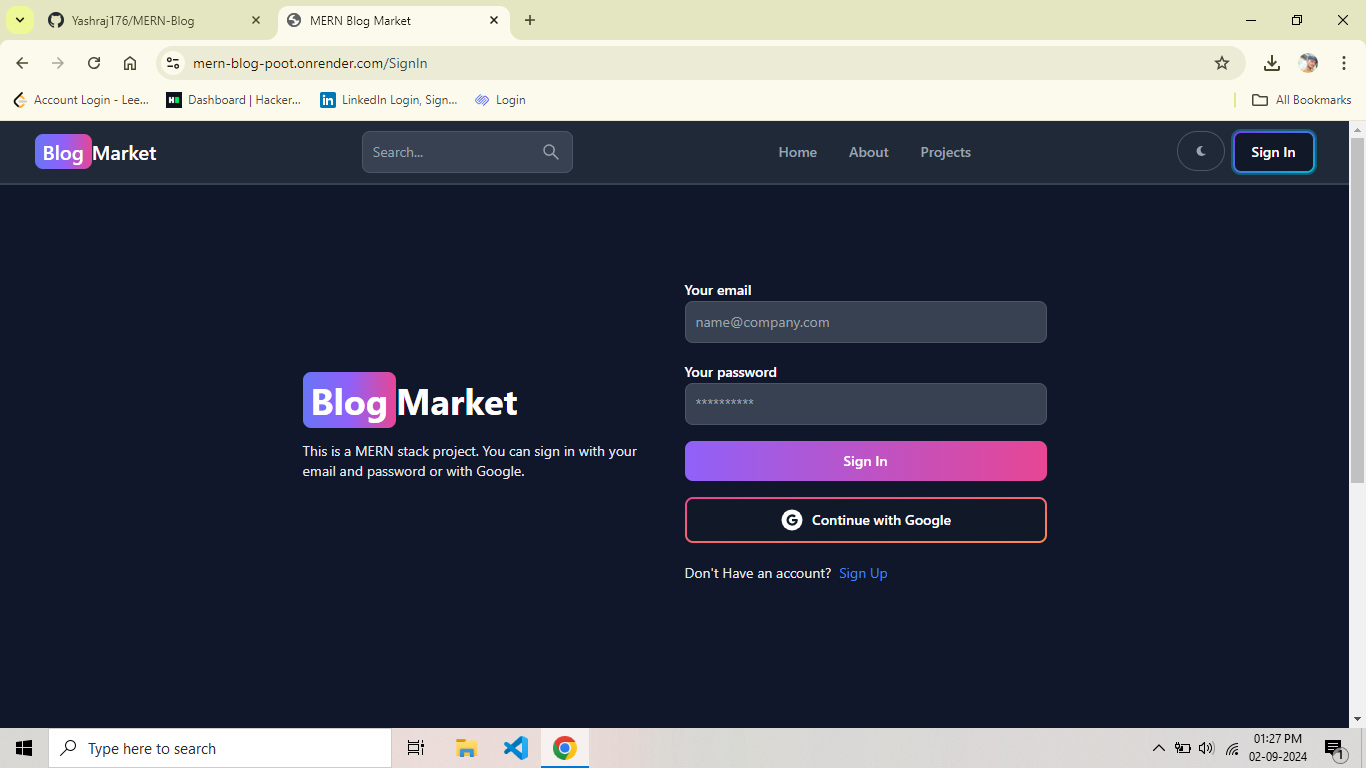 Yashraj176/MERN-Blog
MERN Blog Market
mern-blog-poot.onrender.com/SignIn
Account Login - Lee...
Dashboard | Hacker...
LinkedIn Login, Sign...
Login
All Bookmarks
Blog Market
Search...
Home
About
Projects
Sign In
Your email
name@company.com
Your password
**********
Blog Market
This is a MERN stack project. You can sign in with your
email and password or with Google.
Sign In
G Continue with Google
Don't Have an account? Sign Up
Type here to search
01:27 PM
02-09-2024
1